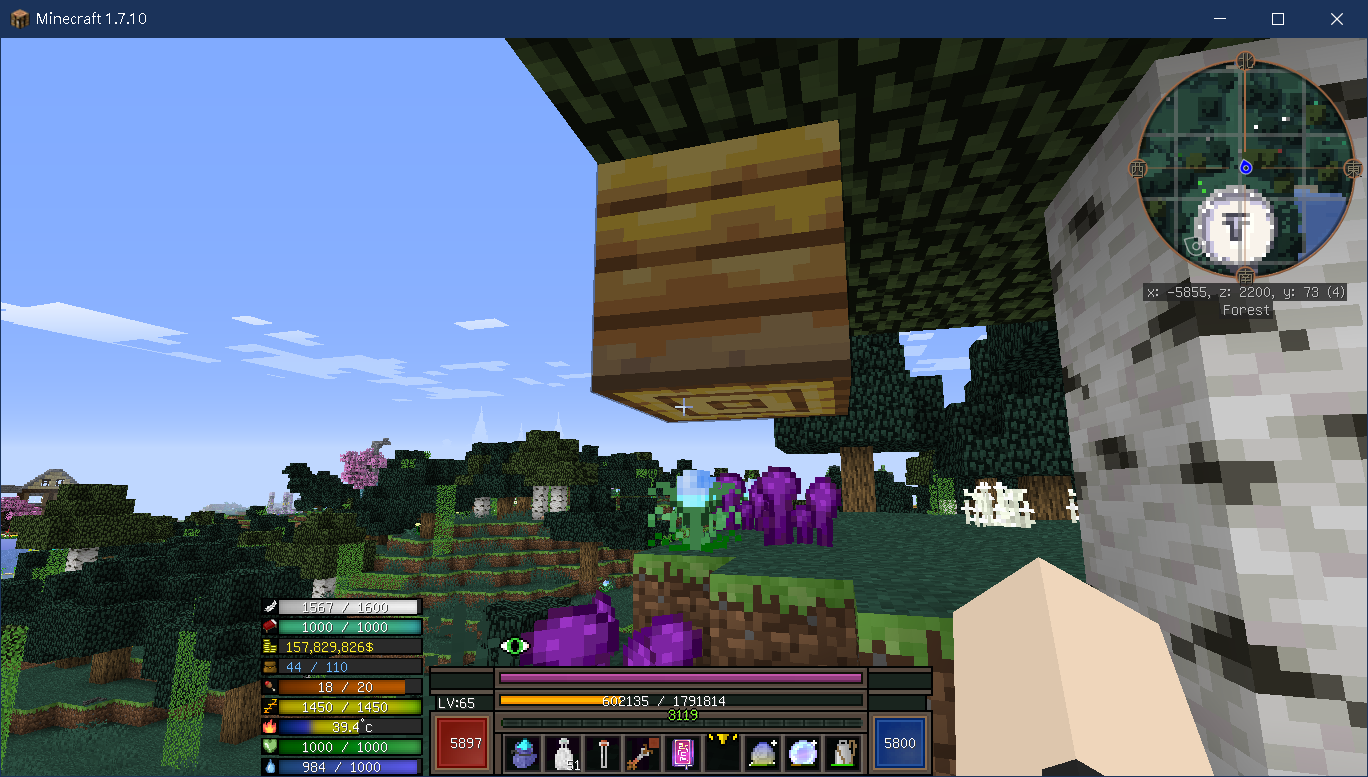 Minecraft 1.7.10
北
西
東
南
x: -5855, z: 2200, y: 73 (4)
Forest
1567 / 1600
1000 / 1000
157,829,826$
44 / 110
18 / 20
1450 / 1450
39.4°c
1000 / 1000
984 / 1000
LV:65
602135 / 1791814
3119
5897
51
5800